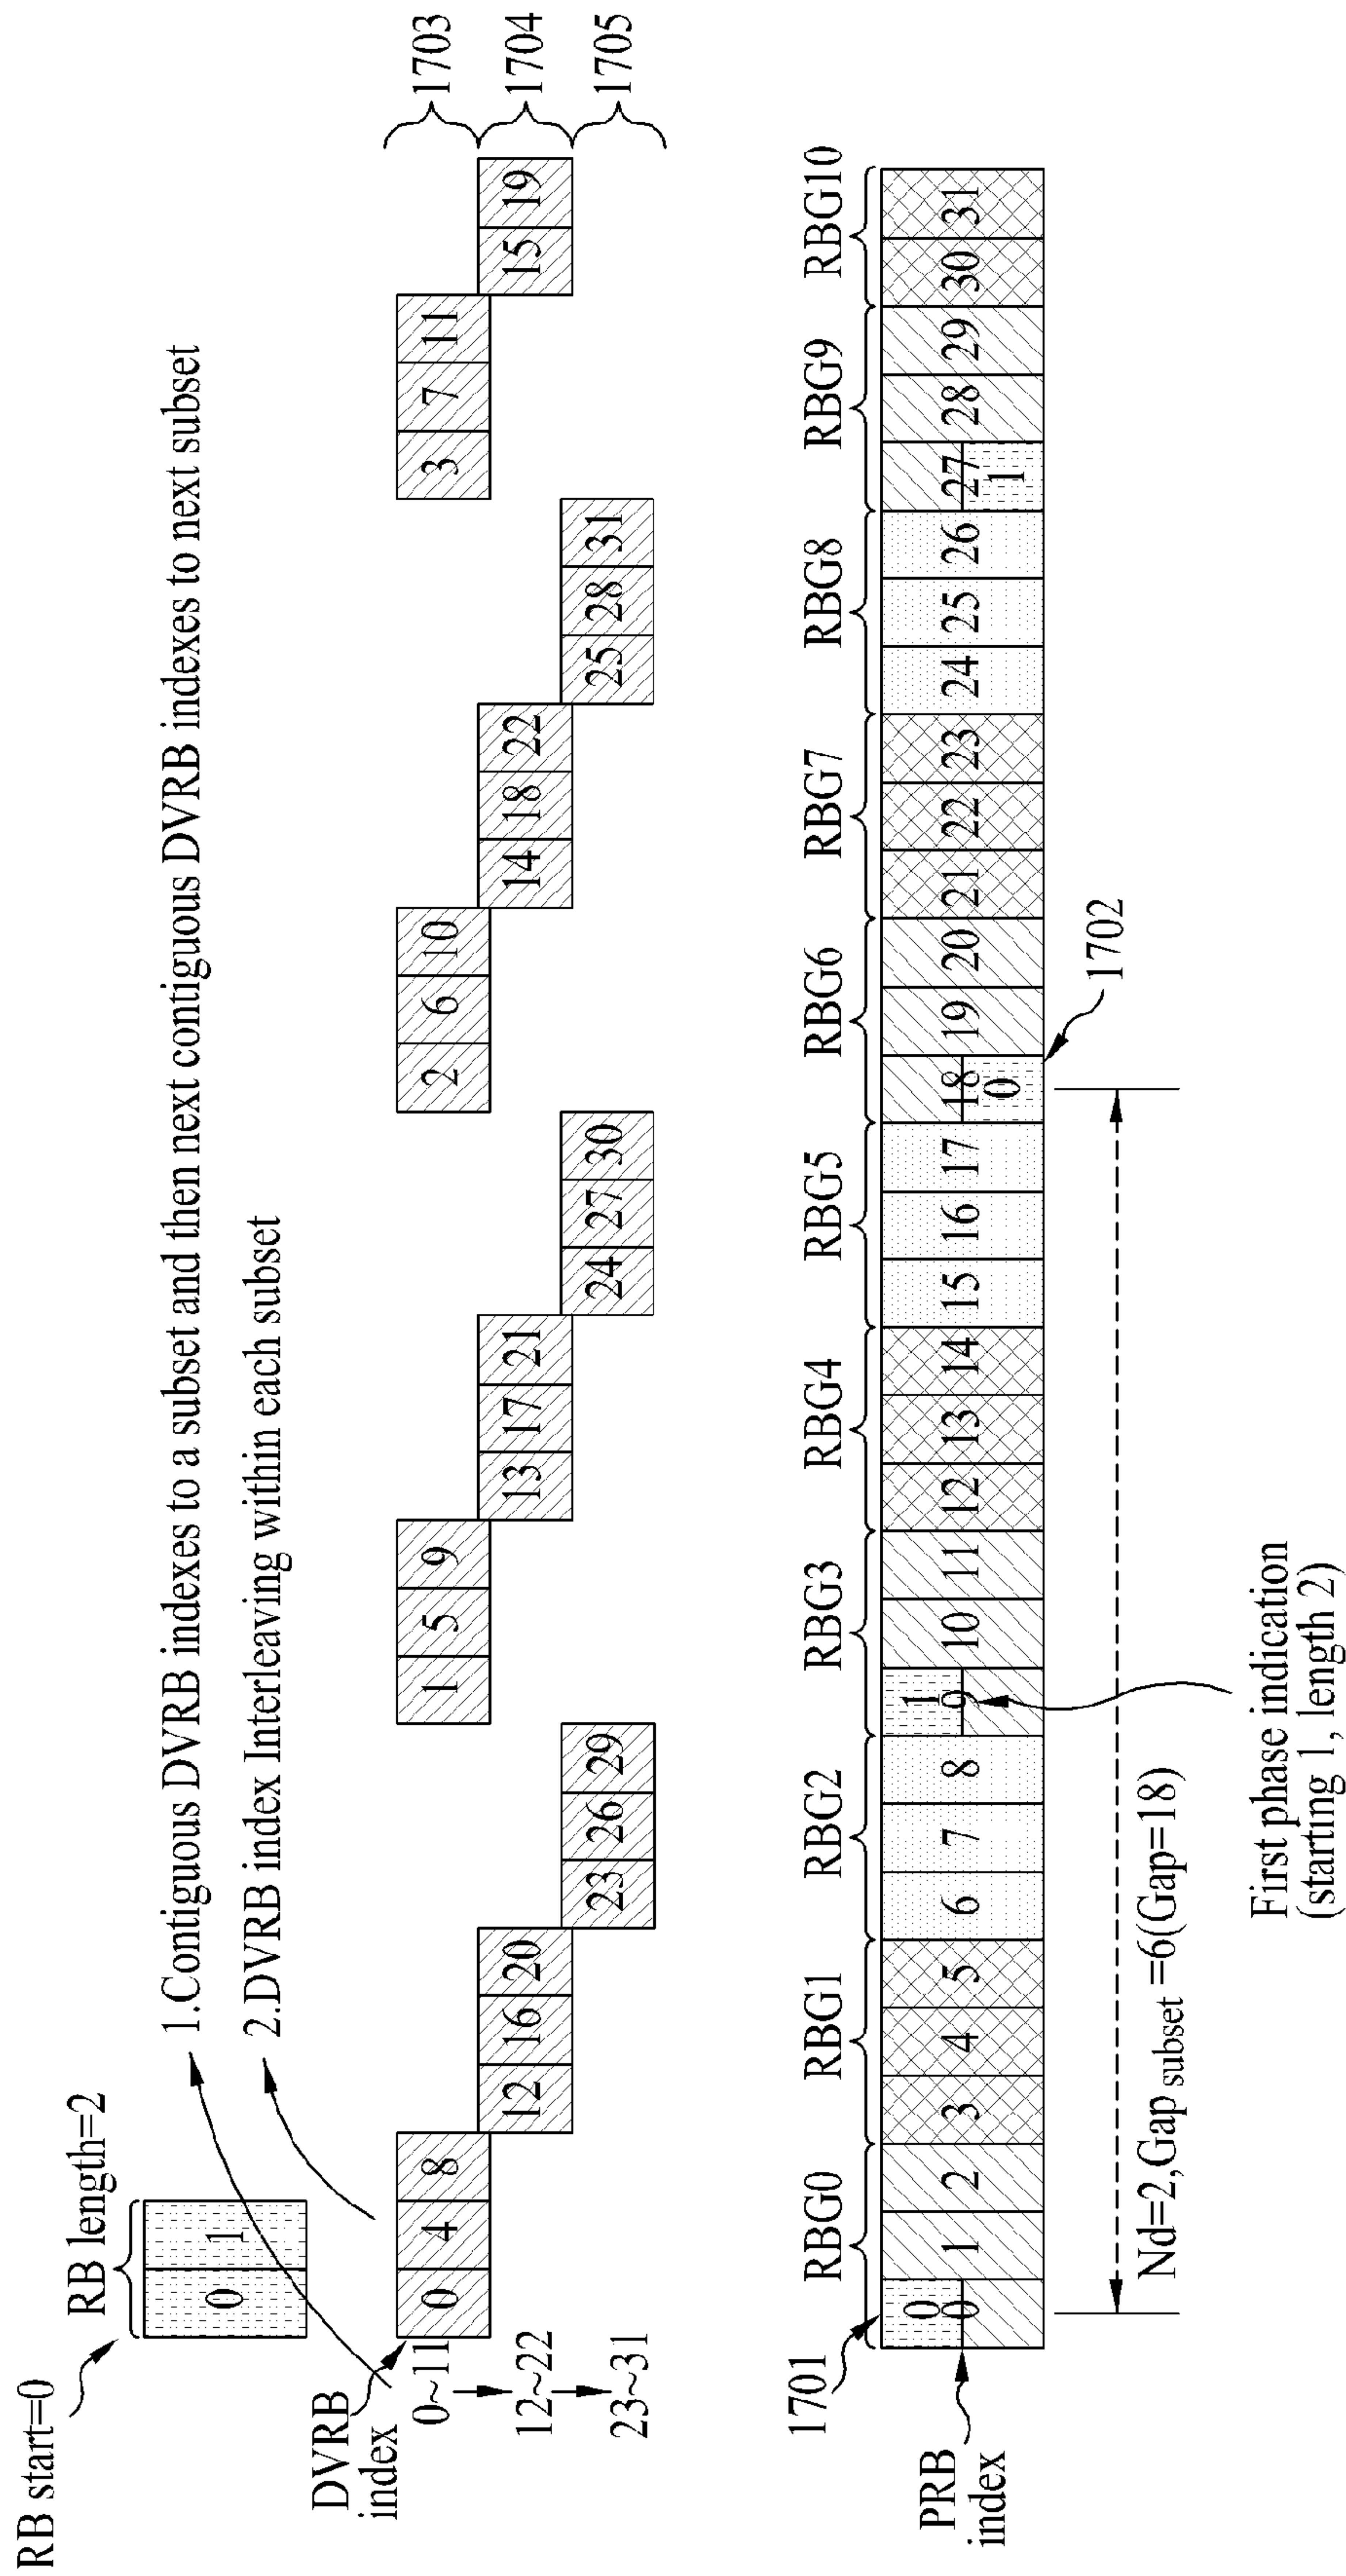 RB start=0
RB length=2
0 1
1.Contiguous DVRB indexes to a subset and then next contiguous DVRB indexes to next subset
2.DVRB index Interleaving within each subset
DVRB
index
0~11
12~22
23~31
0 4 8 1 5 9 2 6 10 3 7 11
12 16 20 13 17 21 14 18 22 15 19
23 26 29 24 27 30 25 28 31
1703
1704
1705
1701
RBG0 RBG1 RBG2 RBG3 RBG4 RBG5 RBG6 RBG7 RBG8 RBG9 RBG10
0 1
PRB
index
0 1 2 3 4 5 6 7 8 9 10 11 12 13 14 15 16 17 18 19 20 21 22 23 24 25 26 27 28 29 30 31
0 1
1702
Nd=2,Gap subset =6(Gap=18)
First phase indication
(starting 1, length 2)